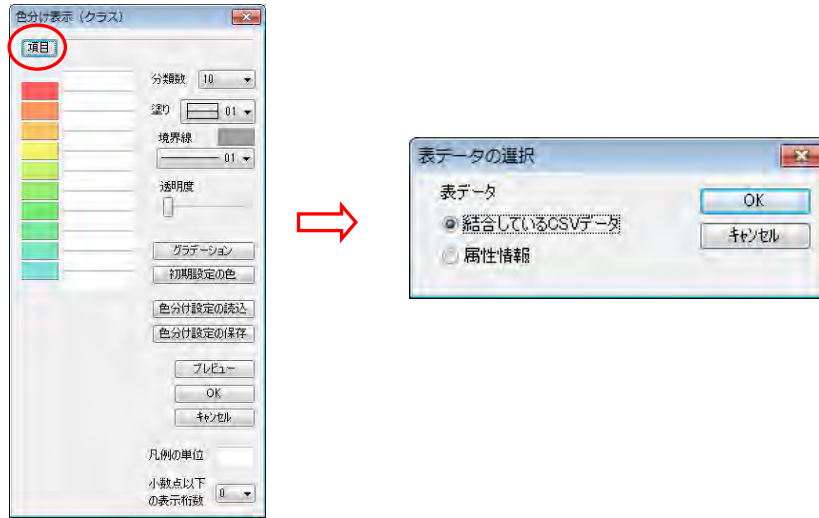 色分け表示（クラス）
項目
分類数 10
塗り 01
境界線
01
透明度
グラデーション
初期設定の色
色分け設定の読込
色分け設定の保存
プレビュー
OK
キャンセル
凡例の単位
小数点以下
の表示桁数 0
表データの選択
表データ
結合しているCSVデータ
属性情報
OK
キャンセル